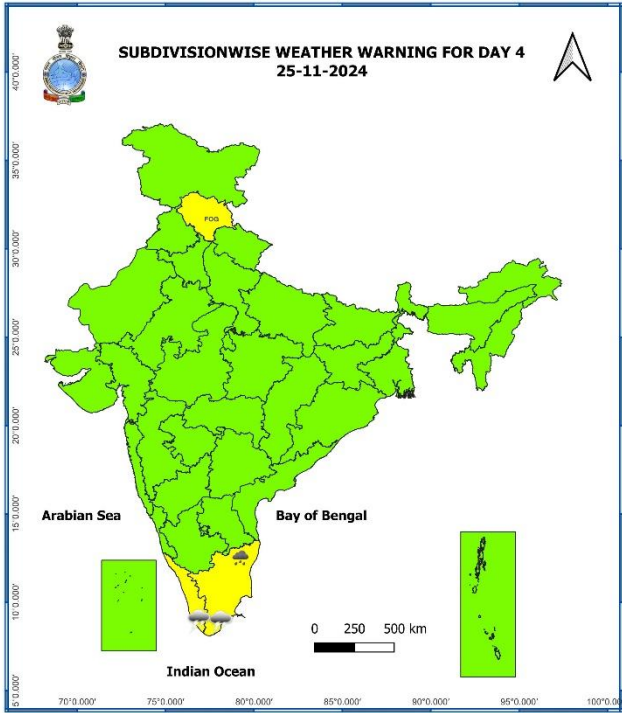 SUBDIVISIONWISE WEATHER WARNING FOR DAY 4
25-11-2024
40°0.000'
35°0.000'
30°0.000'
25°0.000'
20°0.000'
15°0.000'
10°0.000'
5°0.000'
FOG
Arabian Sea
Bay of Bengal
0 250 500 km
Indian Ocean
70°0.000' 75°0.000' 80°0.000' 85°0.000' 90°0.000' 95°0.000' 100°0.0